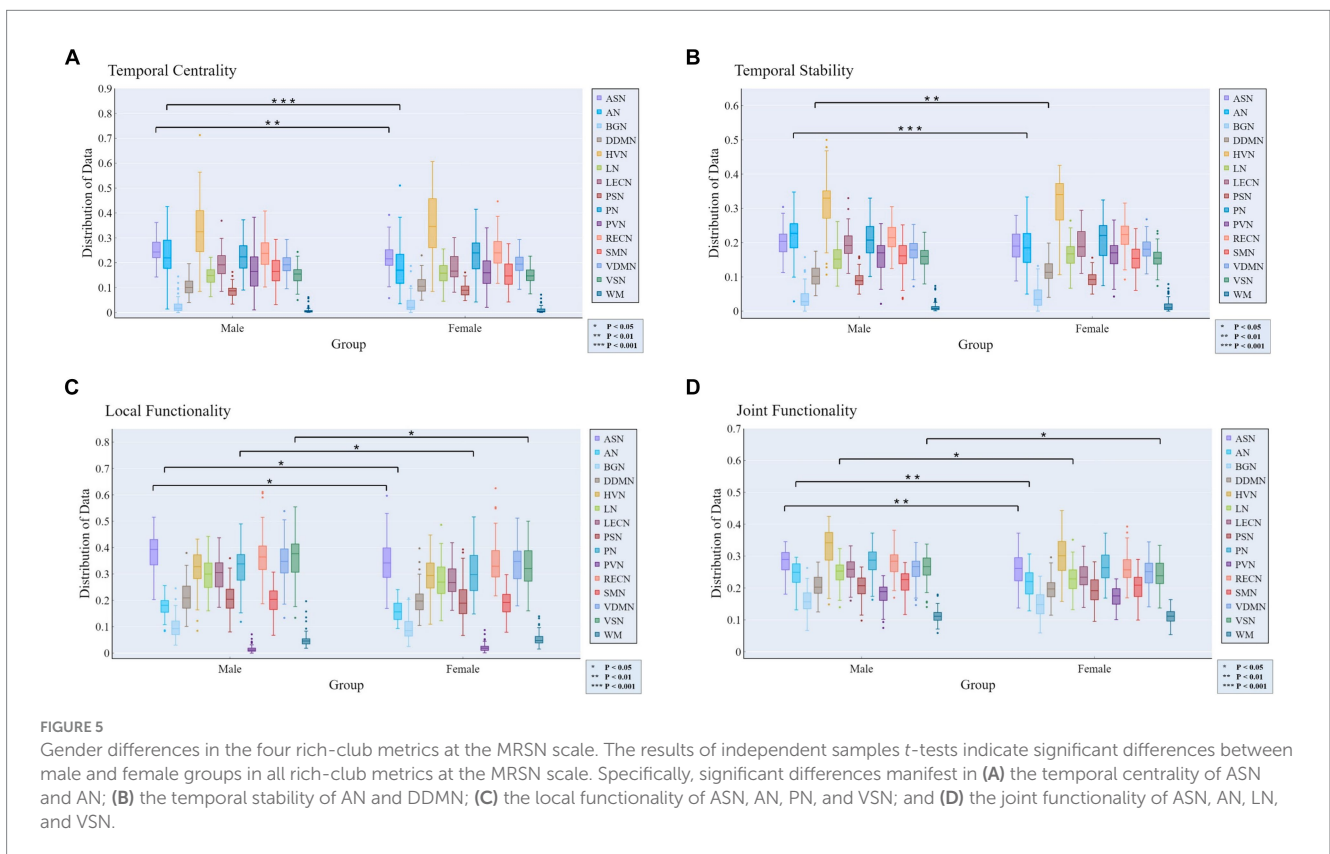 A
Temporal Centrality
Distribution of Data
0.9
0.8
0.7
0.6
0.5
0.4
0.3
0.2
0.1
0
***
**
Male
Female
Group
ASN
AN
BGN
DDMN
HVN
LN
LECN
PSN
PN
PVN
RECN
SMN
VDMN
VSN
WM
* P < 0.05
** P < 0.01
*** P < 0.001
B
Temporal Stability
Distribution of Data
0.6
0.5
0.4
0.3
0.2
0.1
0
**
***
Male
Female
Group
ASN
AN
BGN
DDMN
HVN
LN
LECN
PSN
PN
PVN
RECN
SMN
VDMN
VSN
WM
* P < 0.05
** P < 0.01
*** P < 0.001
C
Local Functionality
Distribution of Data
0.8
0.7
0.6
0.5
0.4
0.3
0.2
0.1
0
*
*
*
*
Male
Female
Group
ASN
AN
BGN
DDMN
HVN
LN
LECN
PSN
PN
PVN
RECN
SMN
VDMN
VSN
WM
* P < 0.05
** P < 0.01
*** P < 0.001
D
Joint Functionality
Distribution of Data
0.7
0.6
0.5
0.4
0.3
0.2
0.1
0
*
*
**
**
Male
Female
Group
ASN
AN
BGN
DDMN
HVN
LN
LECN
PSN
PN
PVN
RECN
SMN
VDMN
VSN
WM
* P < 0.05
** P < 0.01
*** P < 0.001
FIGURE 5
Gender differences in the four rich-club metrics at the MRSN scale. The results of independent samples t-tests indicate significant differences between
male and female groups in all rich-club metrics at the MRSN scale. Specifically, significant differences manifest in (A) the temporal centrality of ASN
and AN; (B) the temporal stability of AN and DDMN; (C) the local functionality of ASN, AN, PN, and VSN; and (D) the joint functionality of ASN, AN, LN,
and VSN.